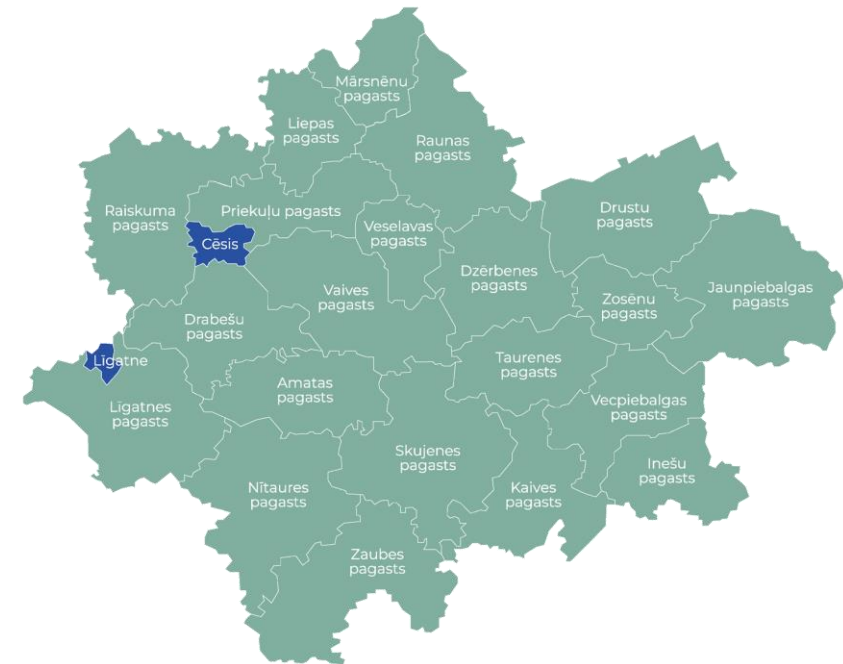 Mārsnēnu
pagasts
Liepas
pagasts
Raunas
pagasts
Raiskuma
pagasts
Priekuļu pagasts
Cēsis
Veselavas
pagasts
Drustu
pagasts
Dzērbenes
pagasts
Vaives
pagasts
Zosēnu
pagasts
Jaunpiebalgas
pagasts
Drabešu
pagasts
Līgatne
Taurenes
pagasts
Amatas
pagasts
Līgatnes
pagasts
Vecpiebalgas
pagasts
Skujenes
pagasts
Inešu
pagasts
Nītaures
pagasts
Kaives
pagasts
Zaubes
pagasts